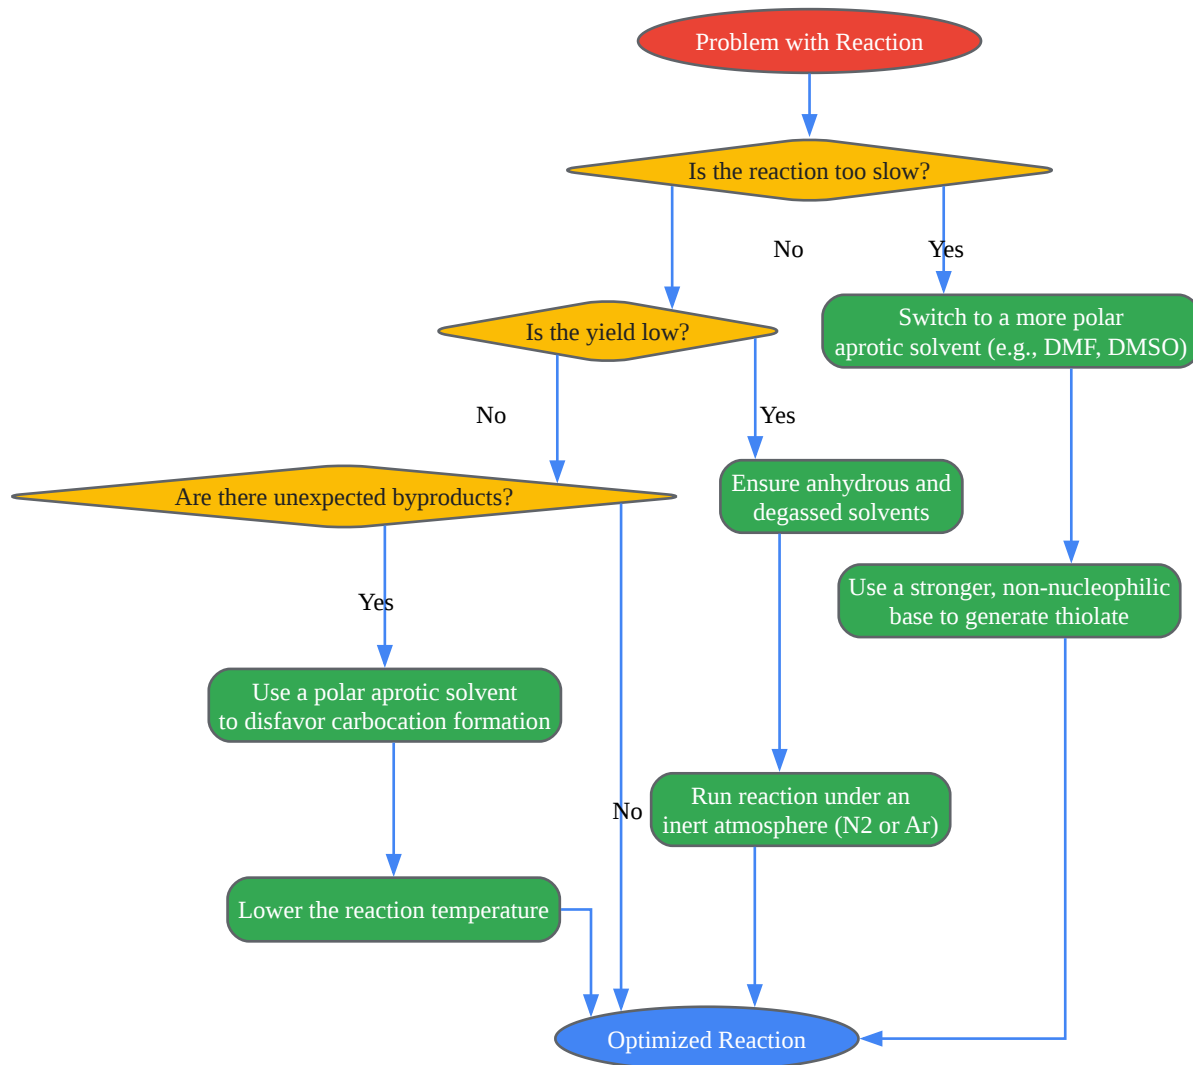 Problem with Reaction
Is the reaction too slow?
No
Yes
Switch to a more polar
aprotic solvent (e.g., DMF, DMSO)
Is the yield low?
No
Yes
Ensure anhydrous and
degassed solvents
Are there unexpected byproducts?
Use a stronger, non-nucleophilic
base to generate thiolate
Yes
Use a polar aprotic solvent
to disfavor carbocation formation
No
Run reaction under an
inert atmosphere (N2 or Ar)
Lower the reaction temperature
Optimized Reaction